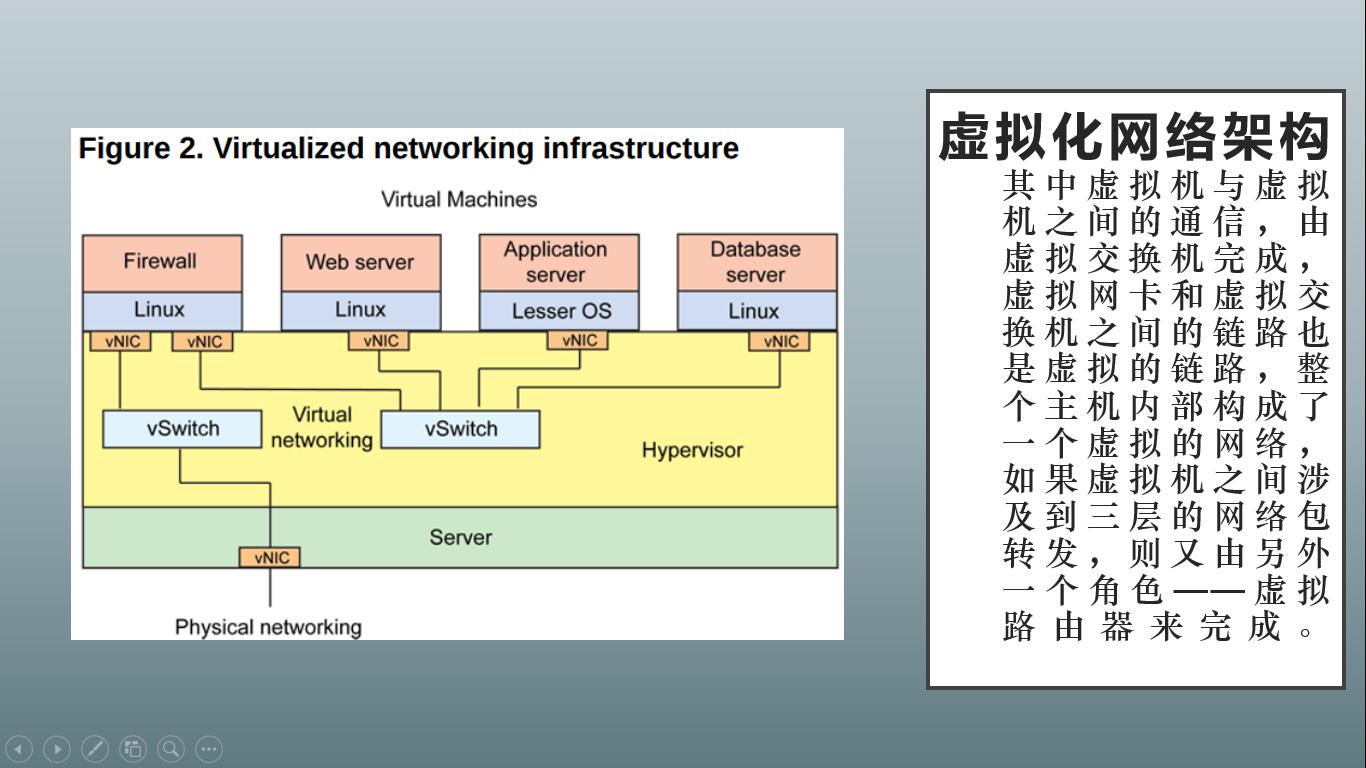 Figure 2. Virtualized networking infrastructure
Virtual Machines
Firewall
Linux
vNIC
vNIC
Web server
Linux
vNIC
Application
server
Lesser OS
vNIC
Database
server
Linux
vNIC
vSwitch
Virtual
networking
vSwitch
Hypervisor
Server
vNIC
Physical networking
虚拟化网络架构
其中虚拟机与虚拟
机之间的通信，由
虚拟交换机完成，
虚拟网卡和虚拟交
换机之间的链路也
是虚拟的链路，整
个主机内部构成了
一个虚拟的网络，
如果虚拟机之间涉
及到三层的网络包
转发，则又由另外
一个角色——虚拟
路由器来完成。